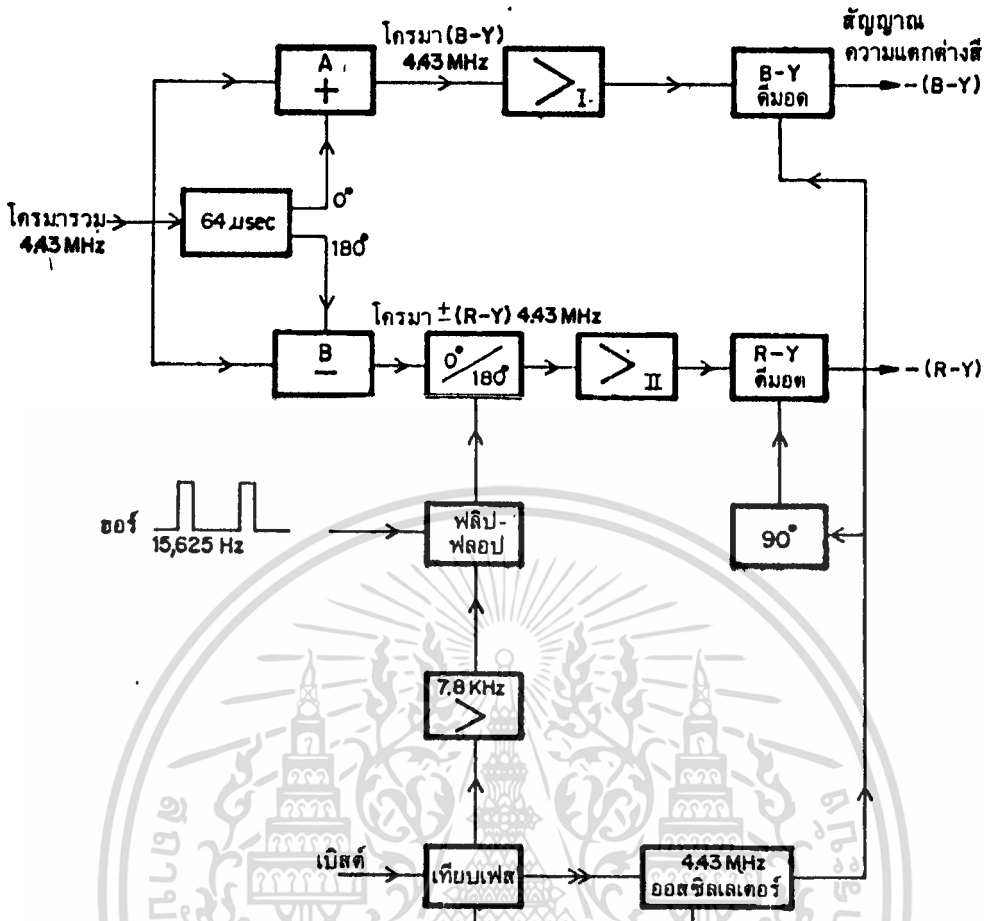 สัญญาณ
ความแตกต่างสี
โครมา (B-Y)
4.43 MHz
A
+
I
B-Y
ดีมอด
-(B-Y)
โครมารวม
4.43 MHz
64 µsec
0°
180°
โครมา ±(R-Y) 4.43 MHz
B
−
0°/180°
II
R-Y
ดีมอด
-(R-Y)
ฮอร์
15,625 Hz
ฟลิป-
ฟลอป
90°
7.8 KHz
เบิสต์
เทียบเฟส
4.43 MHz
ออสซิลเลเตอร์